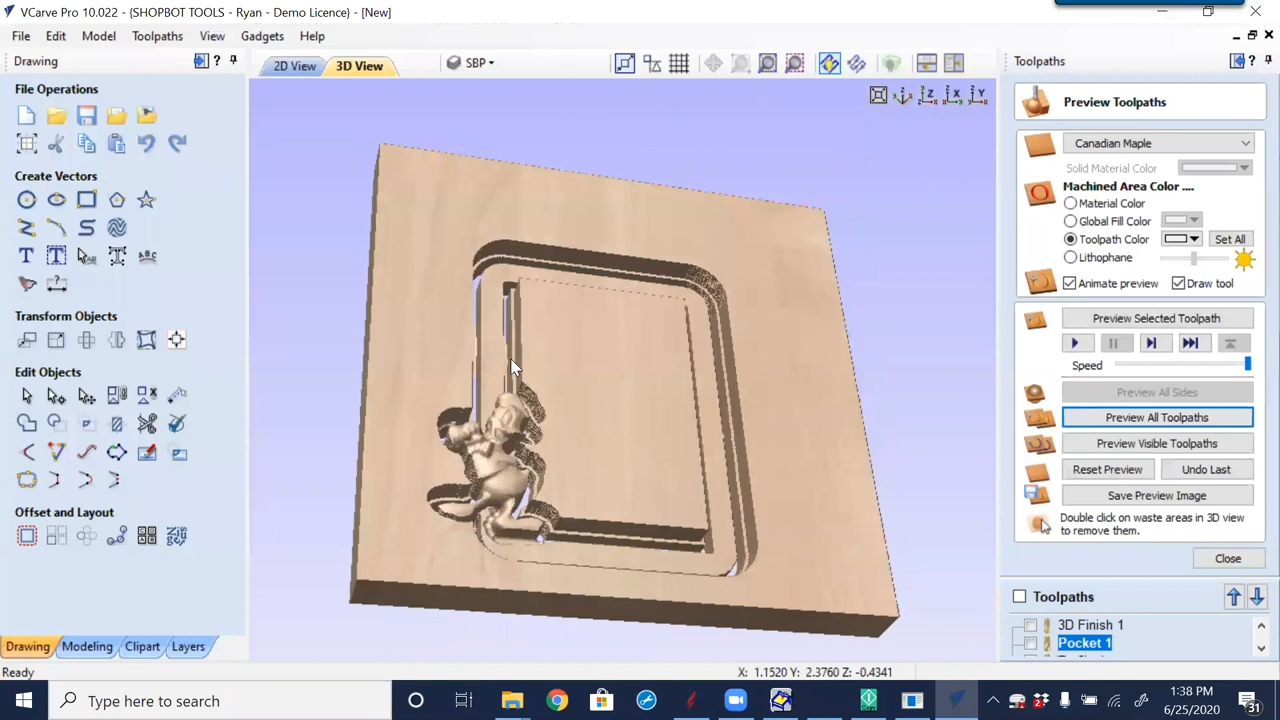 VCarve Pro 10.022 - {SHOPBOT TOOLS - Ryan - Demo Licence} - [New]
File Edit Model Toolpaths View Gadgets Help
Drawing
2D View 3D View SBP
Toolpaths
File Operations
Create Vectors
Transform Objects
Edit Objects
Offset and Layout
Drawing Modeling Clipart Layers
Preview Toolpaths
Canadian Maple
Solid Material Color
Machined Area Color ....
Material Color
Global Fill Color
Toolpath Color Set All
Lithophane
Animate preview Draw tool
Preview Selected Toolpath
Speed
Preview All Sides
Preview All Toolpaths
Preview Visible Toolpaths
Reset Preview Undo Last
Save Preview Image
Double click on waste areas in 3D view
to remove them.
Close
Toolpaths
3D Finish 1
Pocket 1
Ready
X: 1.1520 Y: 2.3760 Z: -0.4341
Type here to search
1:38 PM
6/25/2020
31